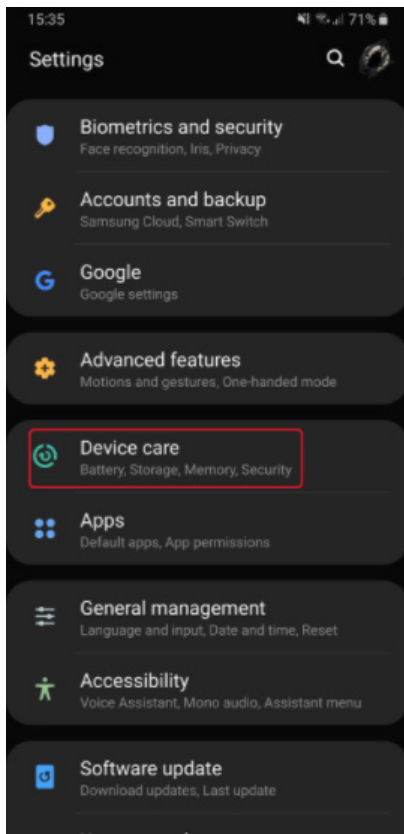 15:35
71%
Settings
Biometrics and security
Face recognition, Iris, Privacy
Accounts and backup
Samsung Cloud, Smart Switch
Google
Google settings
Advanced features
Motions and gestures, One-handed mode
Device care
Battery, Storage, Memory, Security
Apps
Default apps, App permissions
General management
Language and input, Date and time, Reset
Accessibility
Voice Assistant, Mono audio, Assistant menu
Software update
Download updates, Last update